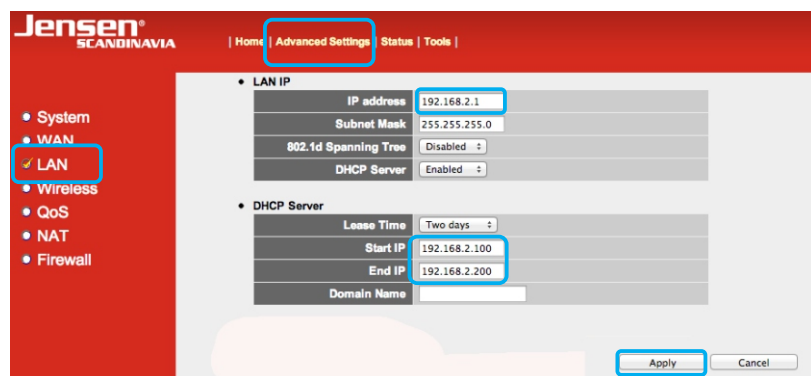 Jensen®
SCANDINAVIA
| Home | Advanced Settings | Status | Tools |
System
WAN
LAN
Wireless
QoS
NAT
Firewall
LAN IP
IP address 192.168.2.1
Subnet Mask 255.255.255.0
802.1d Spanning Tree Disabled
DHCP Server Enabled
DHCP Server
Lease Time Two days
Start IP 192.168.2.100
End IP 192.168.2.200
Domain Name
Apply Cancel